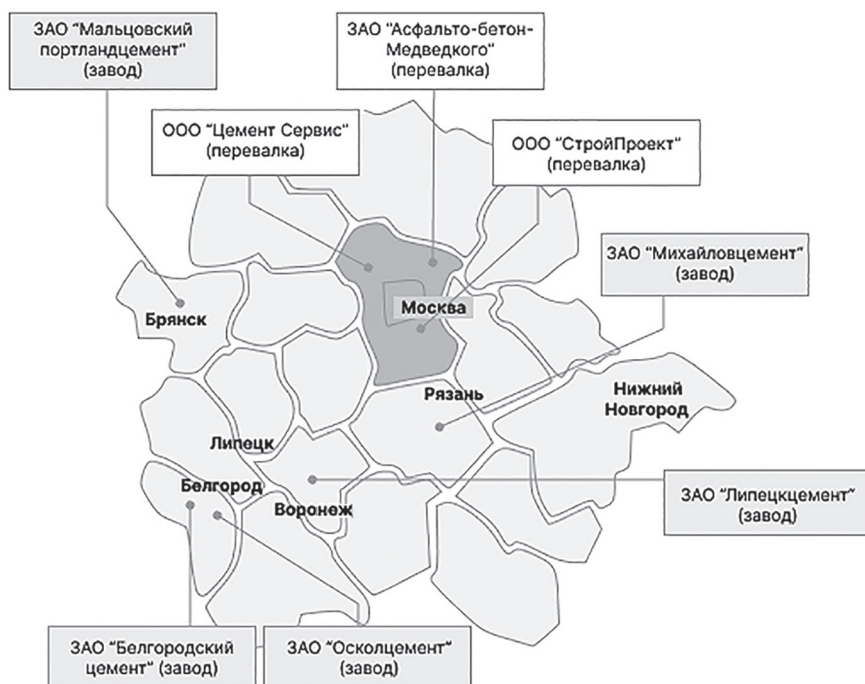 ЗАО “Мальцовский
портландцемент”
(завод)
ЗАО “Асфальто-бетон-
Медведкого”
(перевалка)
ООО “Цемент Сервис”
(перевалка)
ООО “СтройПроект”
(перевалка)
ЗАО “Михайловцемент”
(завод)
Москва
Брянск
Рязань
Нижний
Новгород
Липецк
Белгород
Воронеж
ЗАО “Липецкцемент”
(завод)
ЗАО “Белгородский
цемент” (завод)
ЗАО “Осколцемент”
(завод)